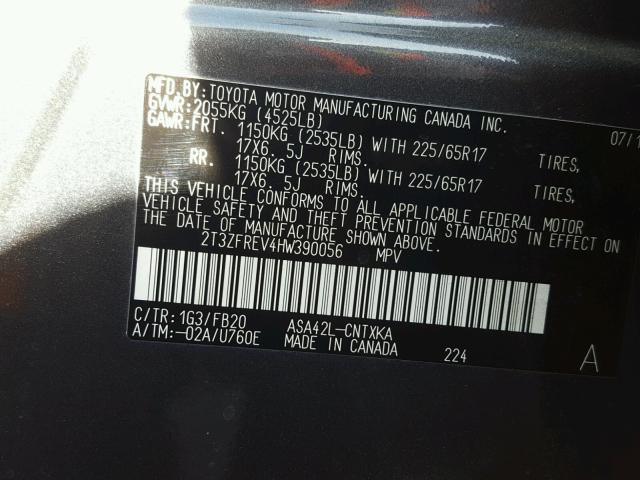 MFD.BY:TOYOTA MOTOR MANUFACTURING CANADA INC.
GVWR:2055KG (4525LB) 07/1
GAWR:FRT. 1150KG (2535LB) WITH 225/65R17 TIRES,
17X6. 5J RIMS.
RR. 1150KG (2535LB) WITH 225/65R17 TIRES,
17X6. 5J RIMS.
THIS VEHICLE CONFORMS TO ALL APPLICABLE FEDERAL MOTOR
VEHICLE SAFETY AND THEFT PREVENTION STANDARDS IN EFFECT ON
THE DATE OF MANUFACTURE SHOWN ABOVE.
2T3ZFREV4HW390056 MPV
C/TR:1G3/FB20 ASA42L-CNTXKA
A/TM:-02A/U760E MADE IN CANADA 224 A